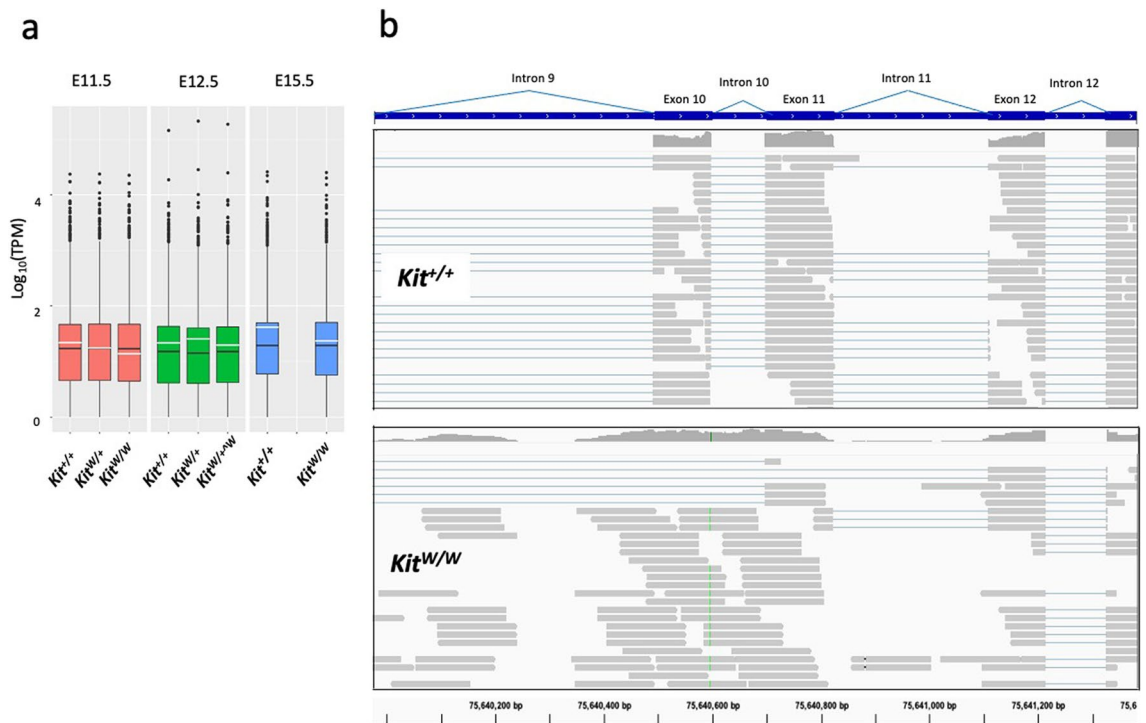 a
b
E11.5
E12.5
E15.5
Log10(TPM)
4
2
0
Kit+/+
KitW/+
KitW/W
Kit+/+
KitW/+
KitW/+^W
Kit+/+
KitW/W
Intron 9
Intron 10
Intron 11
Intron 12
Exon 10
Exon 11
Exon 12
Kit+/+
KitW/W
75,640,200 bp
75,640,400 bp
75,640,600 bp
75,640,800 bp
75,641,000 bp
75,641,200 bp
75,6